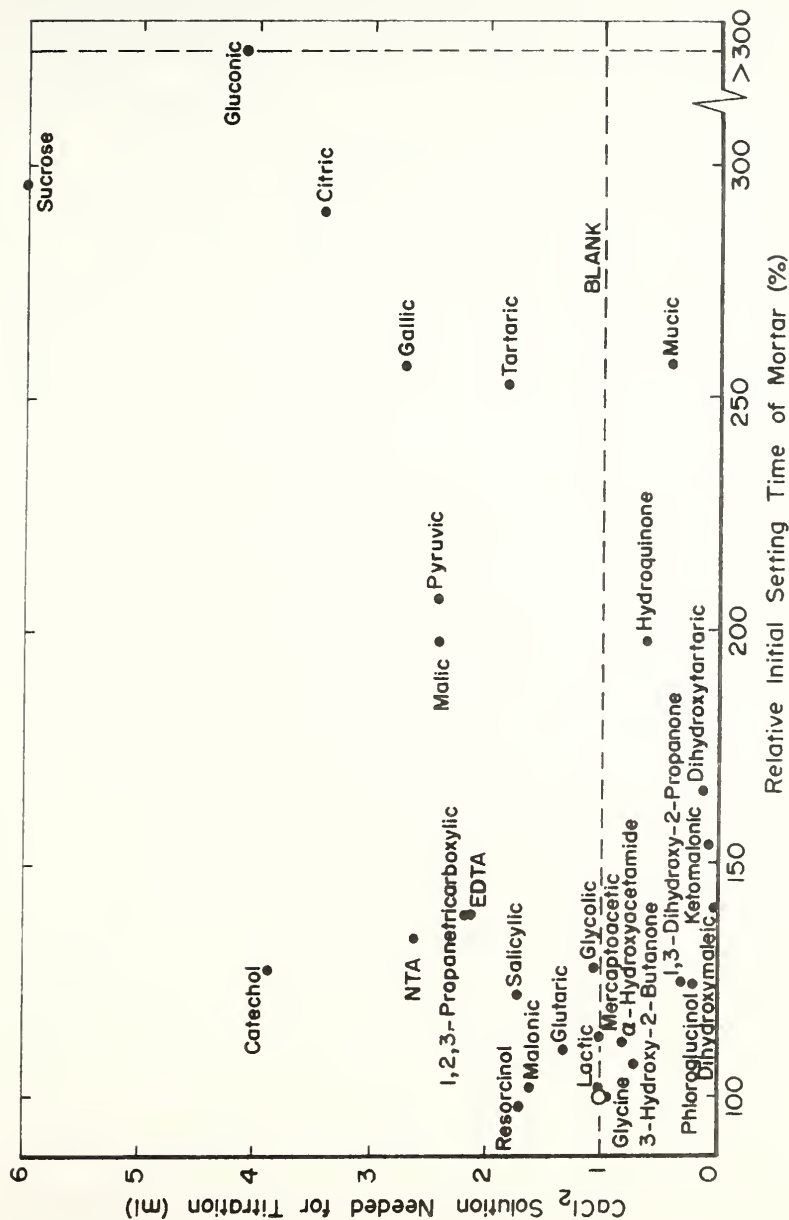 Sucrose
Gluconic
Citric
Gallic
Tartaric
BLANK
Mucic
Pyruvic
Malic
Hydroquinone
Catechol
NTA
1,2,3-Propanetricarboxylic
EDTA
Salicylic
Resorcinol
Malonic
Glutaric
Glycolic
Lactic
Mercaptoacetic
α-Hydroxyacetamide
Glycine
3-Hydroxy-2-Butanone
1,3-Dihydroxy-2-Propanone
Phloroglucinol
Dihydroxymaleic
Ketomalonic
Dihydroxytartaric
6
5
4
3
2
1
0
CaCl₂ Solution Needed for Titration (ml)
100
150
200
250
300
>300
Relative Initial Setting Time of Mortar (%)